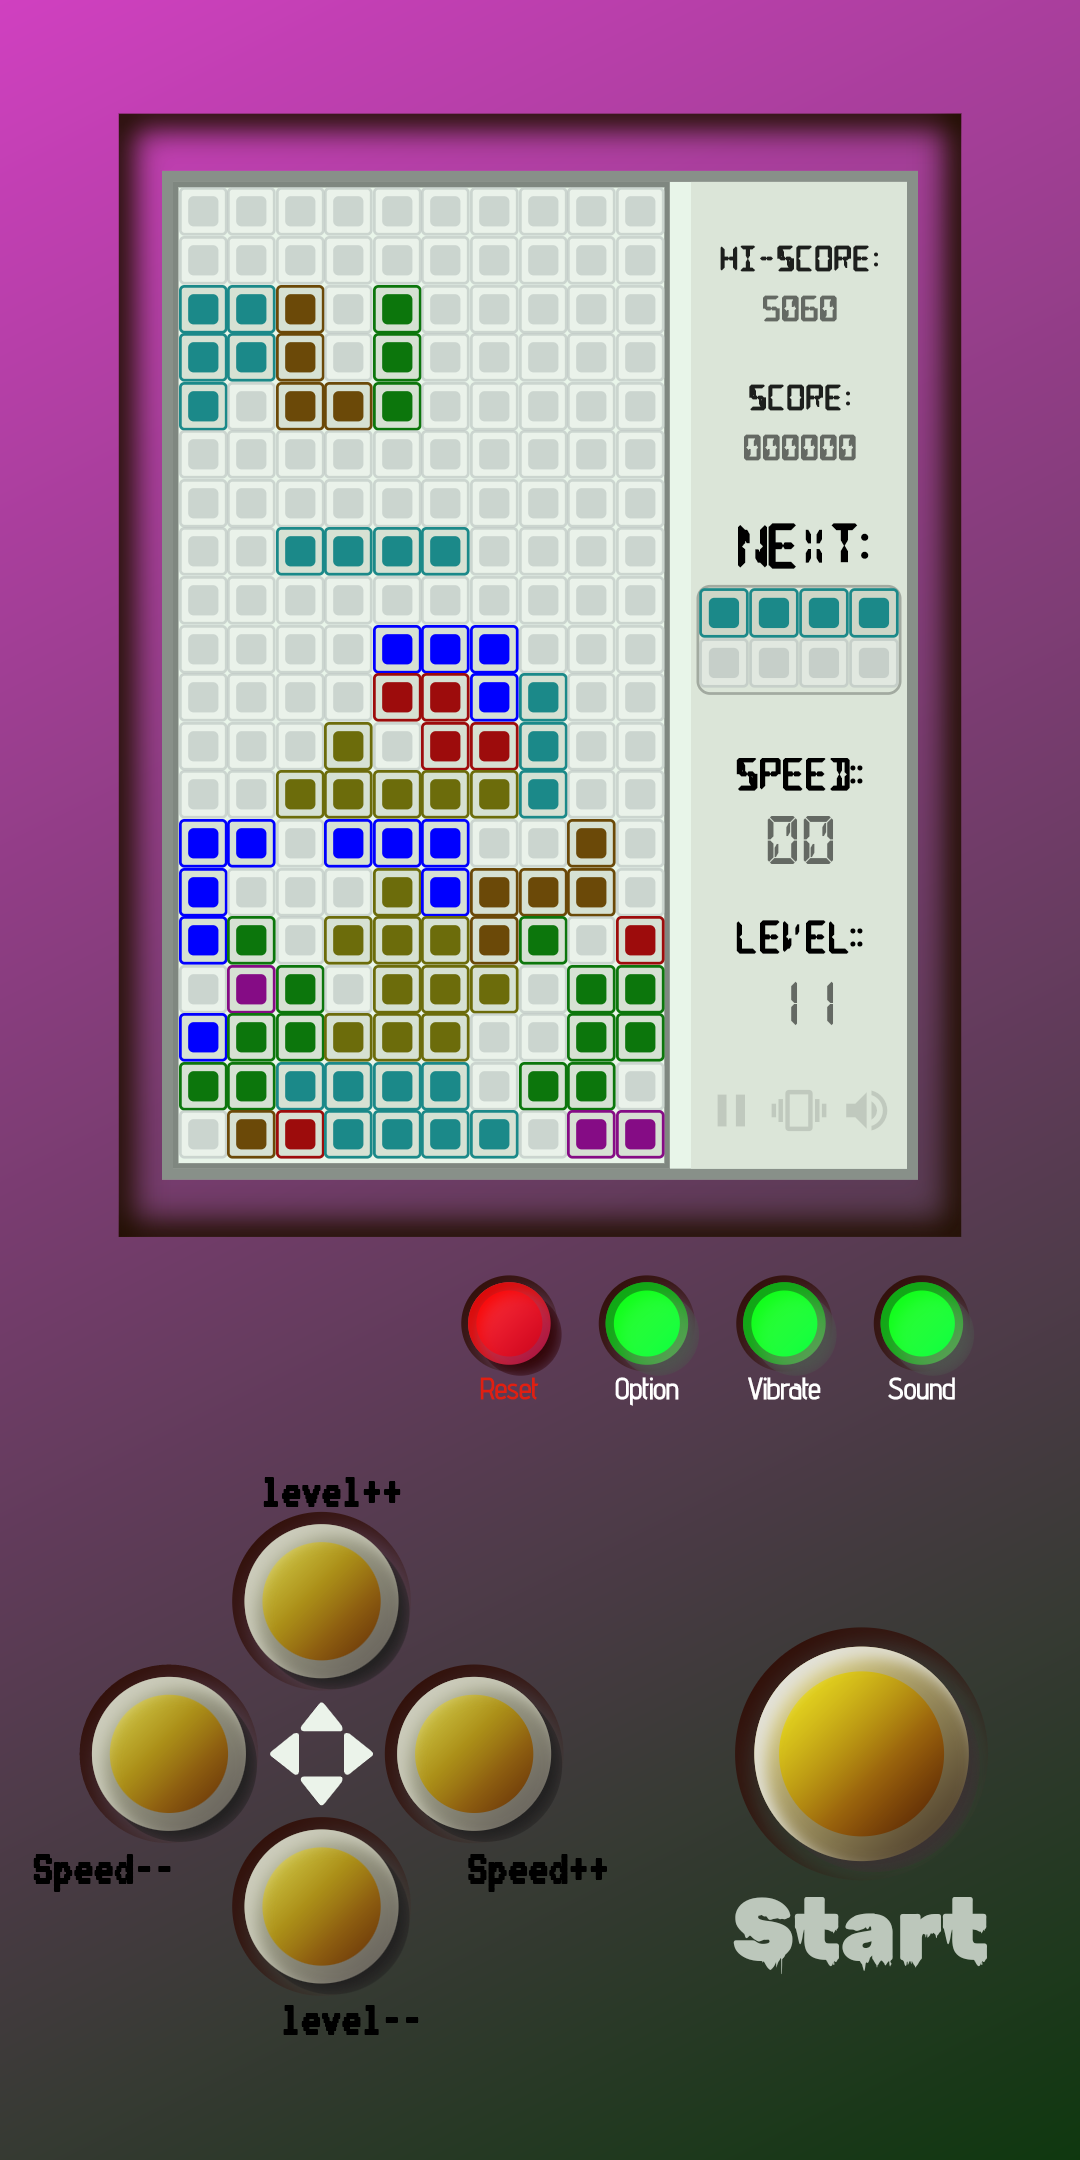 HI-SCORE:
5060
SCORE:
000000
NEXT:
SPEED::
00
LEVEL::
11
Reset
Option
Vibrate
Sound
level++
Speed--
Speed++
level--
Start